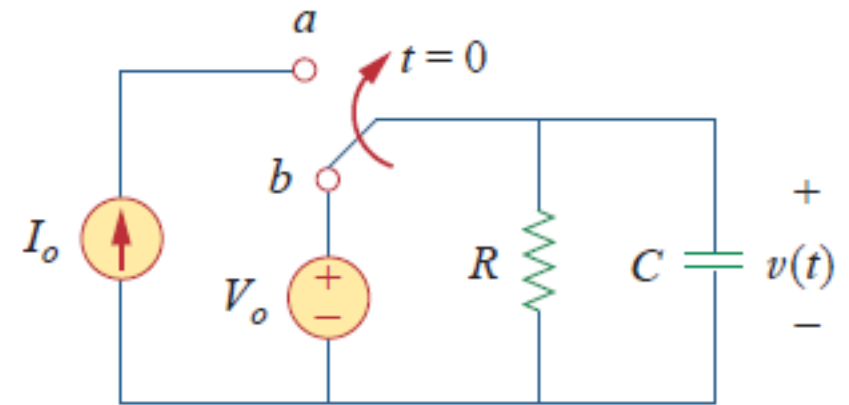 a
t = 0
b
+
I_o
R
C
v(t)
+
V_o
−
−